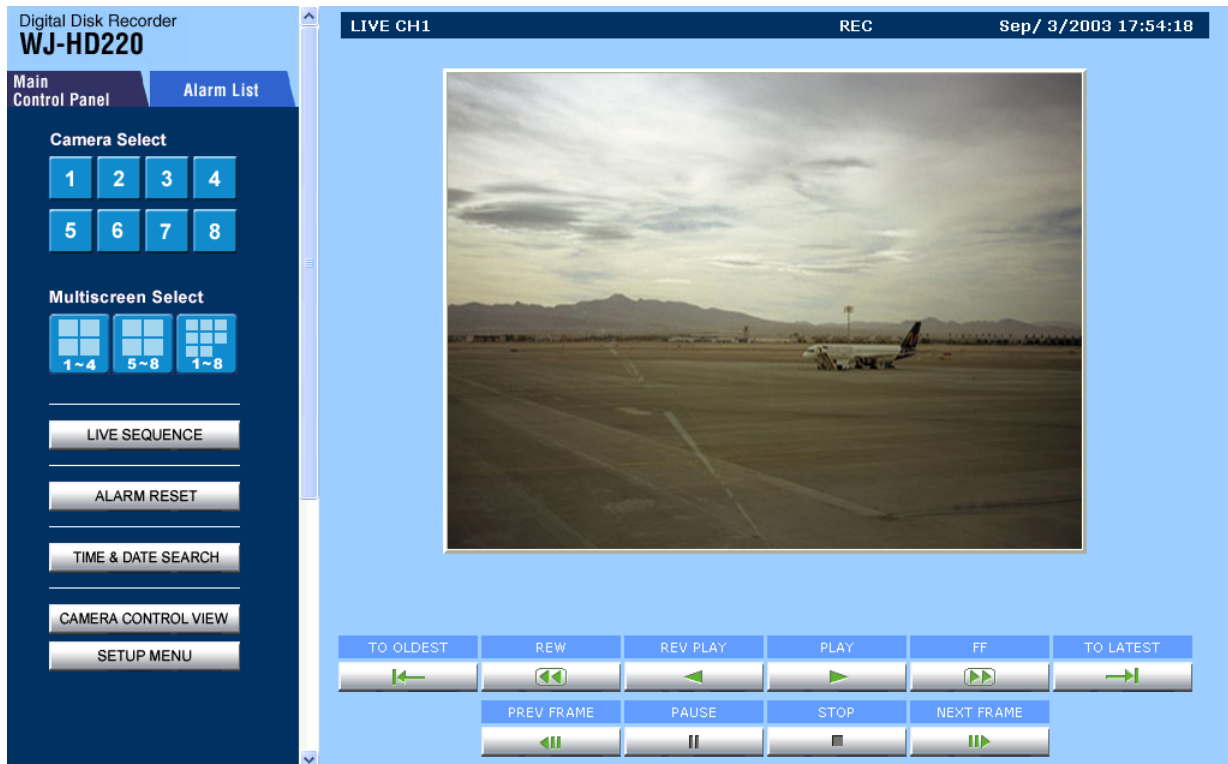 Digital Disk Recorder
WJ-HD220
Main
Control Panel
Alarm List
Camera Select
1 2 3 4
5 6 7 8
Multiscreen Select
1~4 5~8 1~8
LIVE SEQUENCE
ALARM RESET
TIME & DATE SEARCH
CAMERA CONTROL VIEW
SETUP MENU
LIVE CH1 REC Sep/ 3/2003 17:54:18
TO OLDEST REW REV PLAY PLAY FF TO LATEST
PREV FRAME PAUSE STOP NEXT FRAME